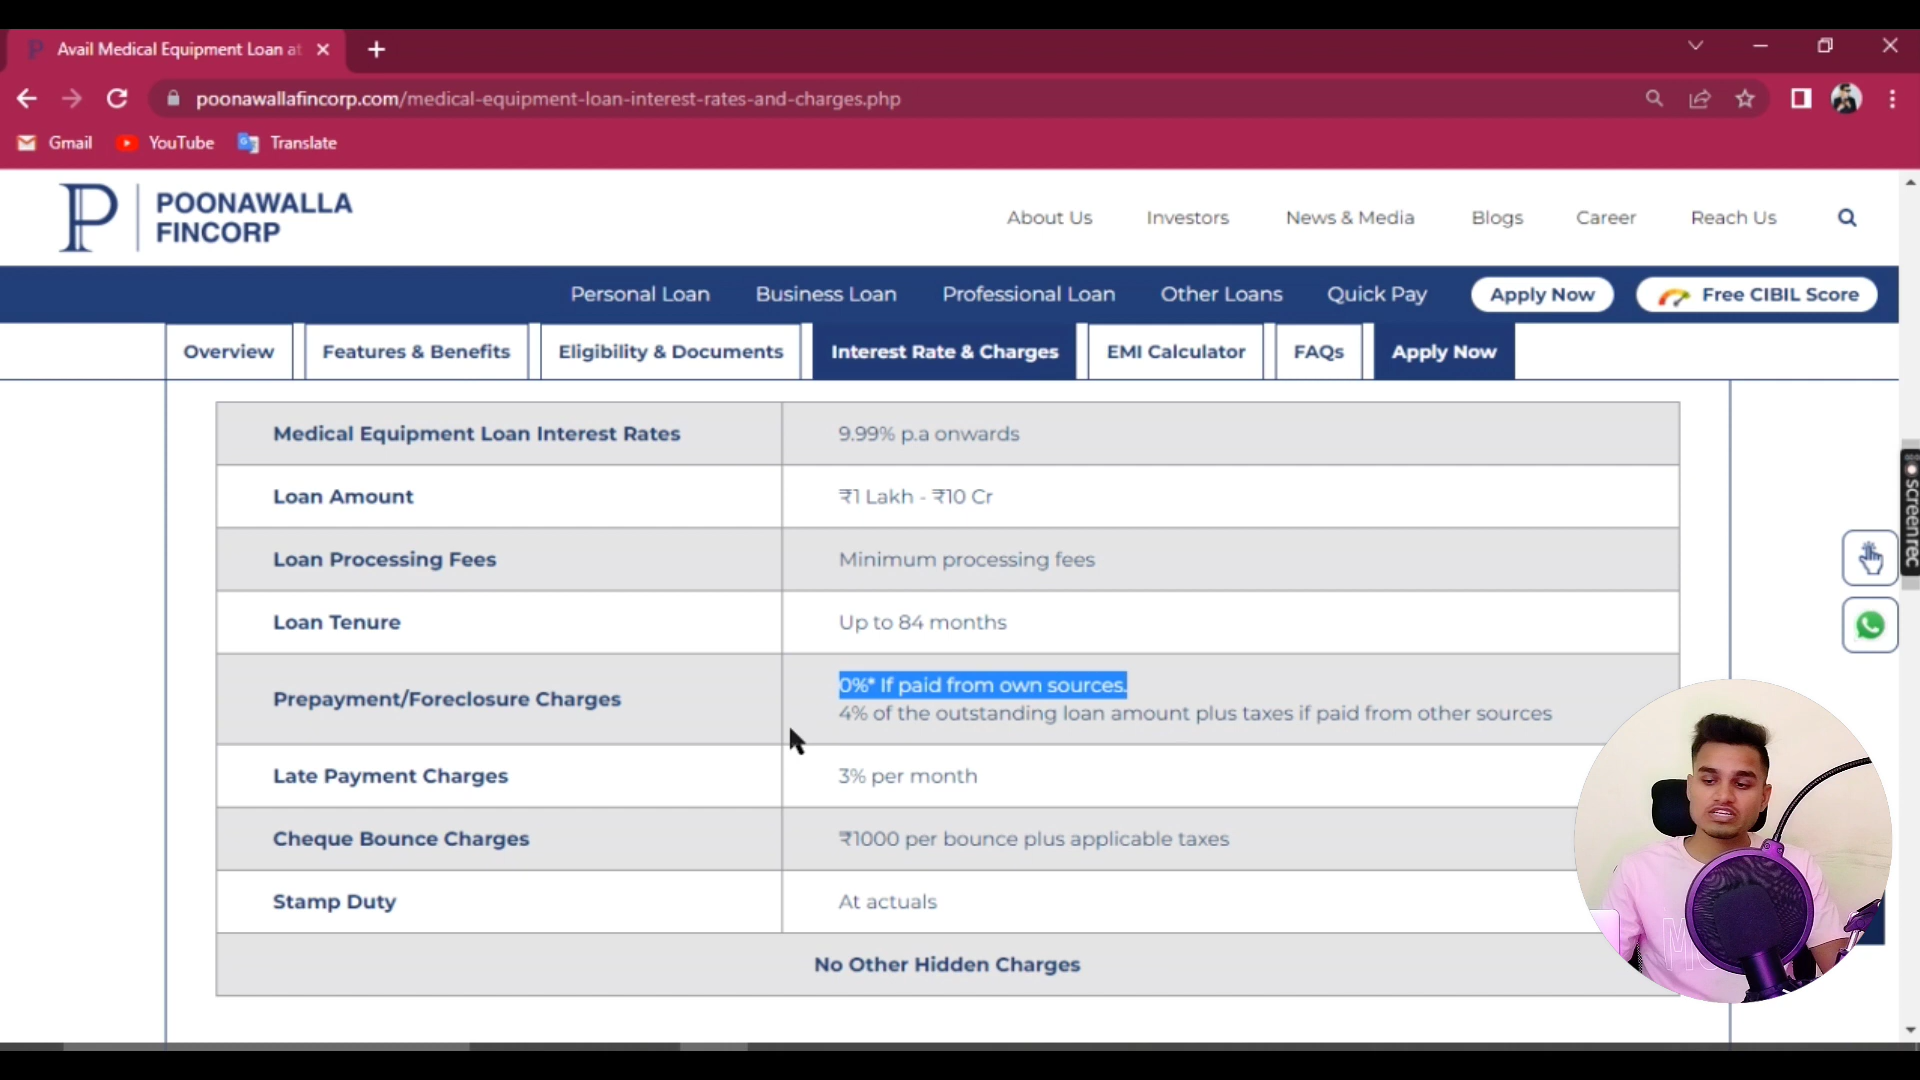 Avail Medical Equipment Loan at
poonawallafincorp.com/medical-equipment-loan-interest-rates-and-charges.php
Gmail YouTube Translate
POONAWALLA
FINCORP
About Us Investors News & Media Blogs Career Reach Us
Personal Loan Business Loan Professional Loan Other Loans Quick Pay Apply Now Free CIBIL Score
Overview Features & Benefits Eligibility & Documents Interest Rate & Charges EMI Calculator FAQs Apply Now
Medical Equipment Loan Interest Rates 9.99% p.a onwards
Loan Amount ₹1 Lakh - ₹10 Cr
Loan Processing Fees Minimum processing fees
Loan Tenure Up to 84 months
Prepayment/Foreclosure Charges 0%* If paid from own sources.
4% of the outstanding loan amount plus taxes if paid from other sources
Late Payment Charges 3% per month
Cheque Bounce Charges ₹1000 per bounce plus applicable taxes
Stamp Duty At actuals
No Other Hidden Charges
screenrec